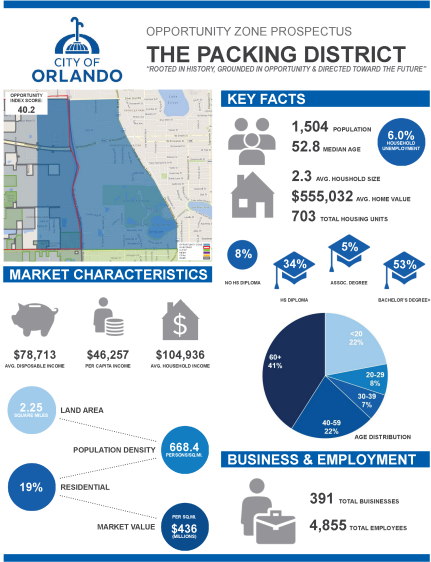 CITY OF
ORLANDO
OPPORTUNITY ZONE PROSPECTUS
THE PACKING DISTRICT
"ROOTED IN HISTORY, GROUNDED IN OPPORTUNITY & DIRECTED TOWARD THE FUTURE"
OPPORTUNITY
INDEX SCORE:
40.2
KEY FACTS
1,504 POPULATION
52.8 MEDIAN AGE
6.0%
HOUSEHOLD
UNEMPLOYMENT
2.3 AVG. HOUSHOLD SIZE
$555,032 AVG. HOME VALUE
703 TOTAL HOUSING UNITS
8%
NO HS DIPLOMA
34%
HS DIPLOMA
5%
ASSOC. DEGREE
53%
BACHELOR'S DEGREE+
MARKET CHARACTERISTICS
$78,713
AVG. DISPOSABLE INCOME
$46,257
PER CAPITA INCOME
$104,936
AVG. HOUSEHOLD INCOME
2.25
SQUARE MILES
LAND AREA
POPULATION DENSITY
668.4
PERSONS/SQ.MI.
19%
RESIDENTIAL
MARKET VALUE
PER SQ.MI.
$436
(MILLIONS)
<20
22%
20-29
8%
30-39
7%
40-59
22%
60+
41%
AGE DISTRIBUTION
BUSINESS & EMPLOYMENT
391 TOTAL BUISINESSES
4,855 TOTAL EMPLOYEES